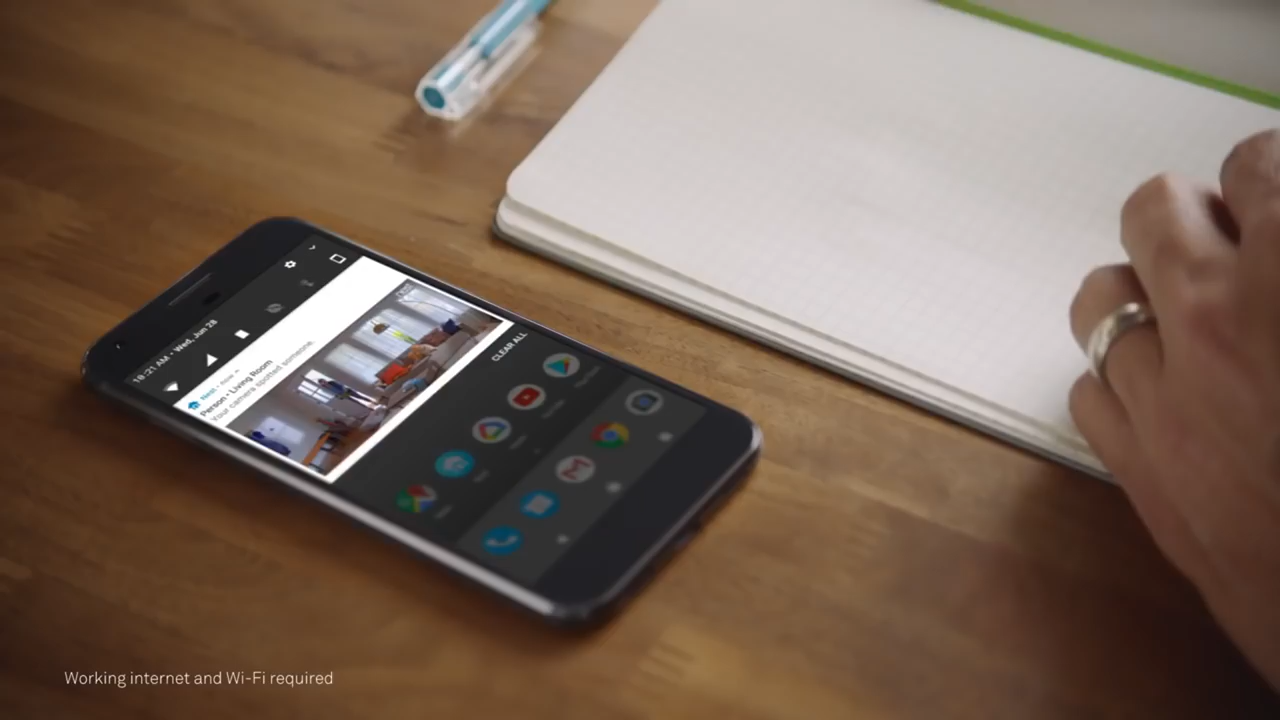 10:21 AM • Wed, Jun 28
Nest • now
Person • Living Room
Your camera spotted someone.
CLEAR ALL
Working internet and Wi-Fi required